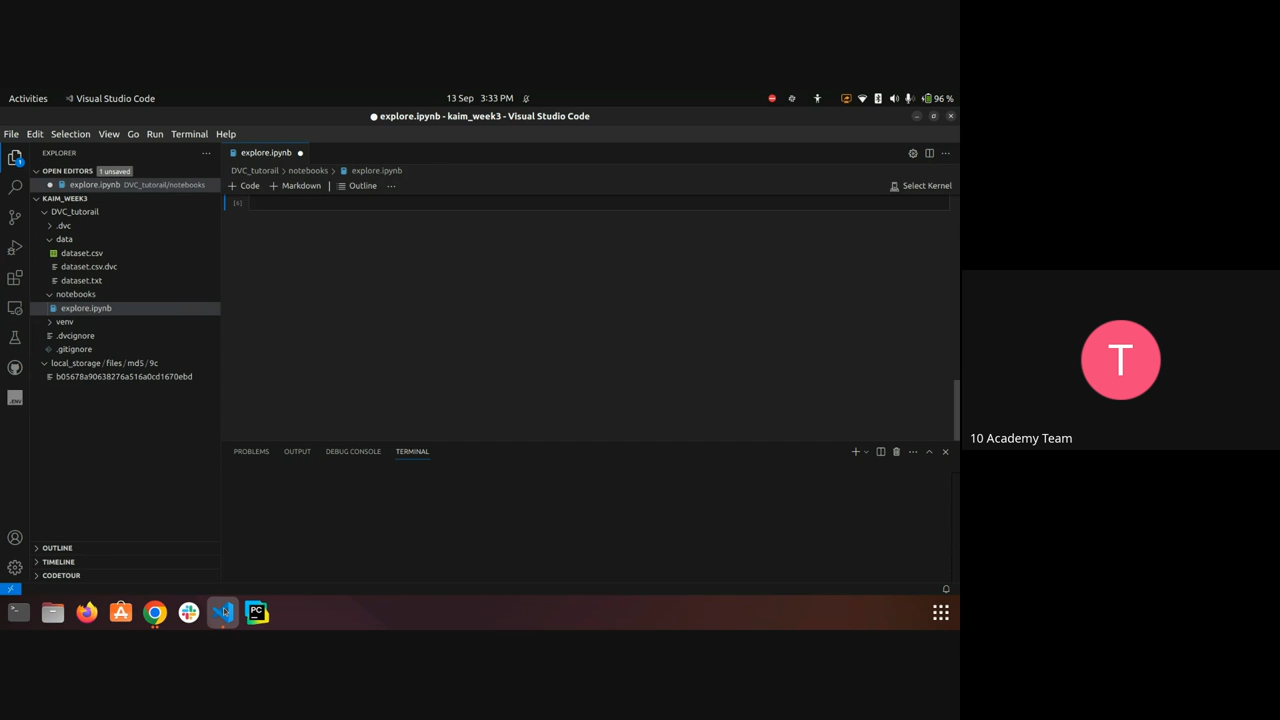 Activities
Visual Studio Code
13 Sep 3:33 PM
96 %
explore.ipynb - kaim_week3 - Visual Studio Code
File Edit Selection View Go Run Terminal Help
EXPLORER
explore.ipynb
OPEN EDITORS 1 unsaved
DVC_tutorail › notebooks › explore.ipynb
explore.ipynb DVC_tutorail/notebooks
+ Code + Markdown Outline ...
Select Kernel
KAIM_WEEK3
[6]
DVC_tutorail
.dvc
data
dataset.csv
dataset.csv.dvc
dataset.txt
notebooks
explore.ipynb
venv
.dvcignore
.gitignore
local_storage / files / md5 / 9c
b05678a90638276a516a0cd1670ebd
.ENV
PROBLEMS OUTPUT DEBUG CONSOLE TERMINAL
OUTLINE
TIMELINE
CODETOUR
PC
T
10 Academy Team